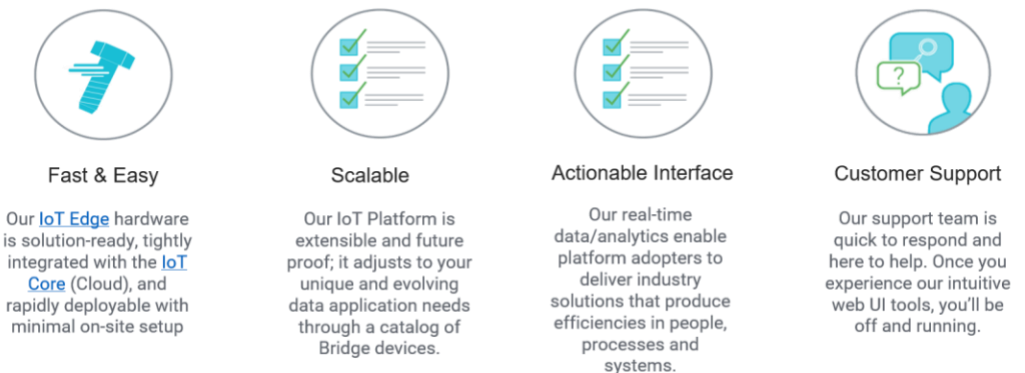 Fast & Easy
Our IoT Edge hardware
is solution-ready, tightly
integrated with the IoT
Core (Cloud), and
rapidly deployable with
minimal on-site setup
Scalable
Our IoT Platform is
extensible and future
proof; it adjusts to your
unique and evolving
data application needs
through a catalog of
Bridge devices.
Actionable Interface
Our real-time
data/analytics enable
platform adopters to
deliver industry
solutions that produce
efficiencies in people,
processes and
systems.
?
Customer Support
Our support team is
quick to respond and
here to help. Once you
experience our intuitive
web UI tools, you’ll be
off and running.